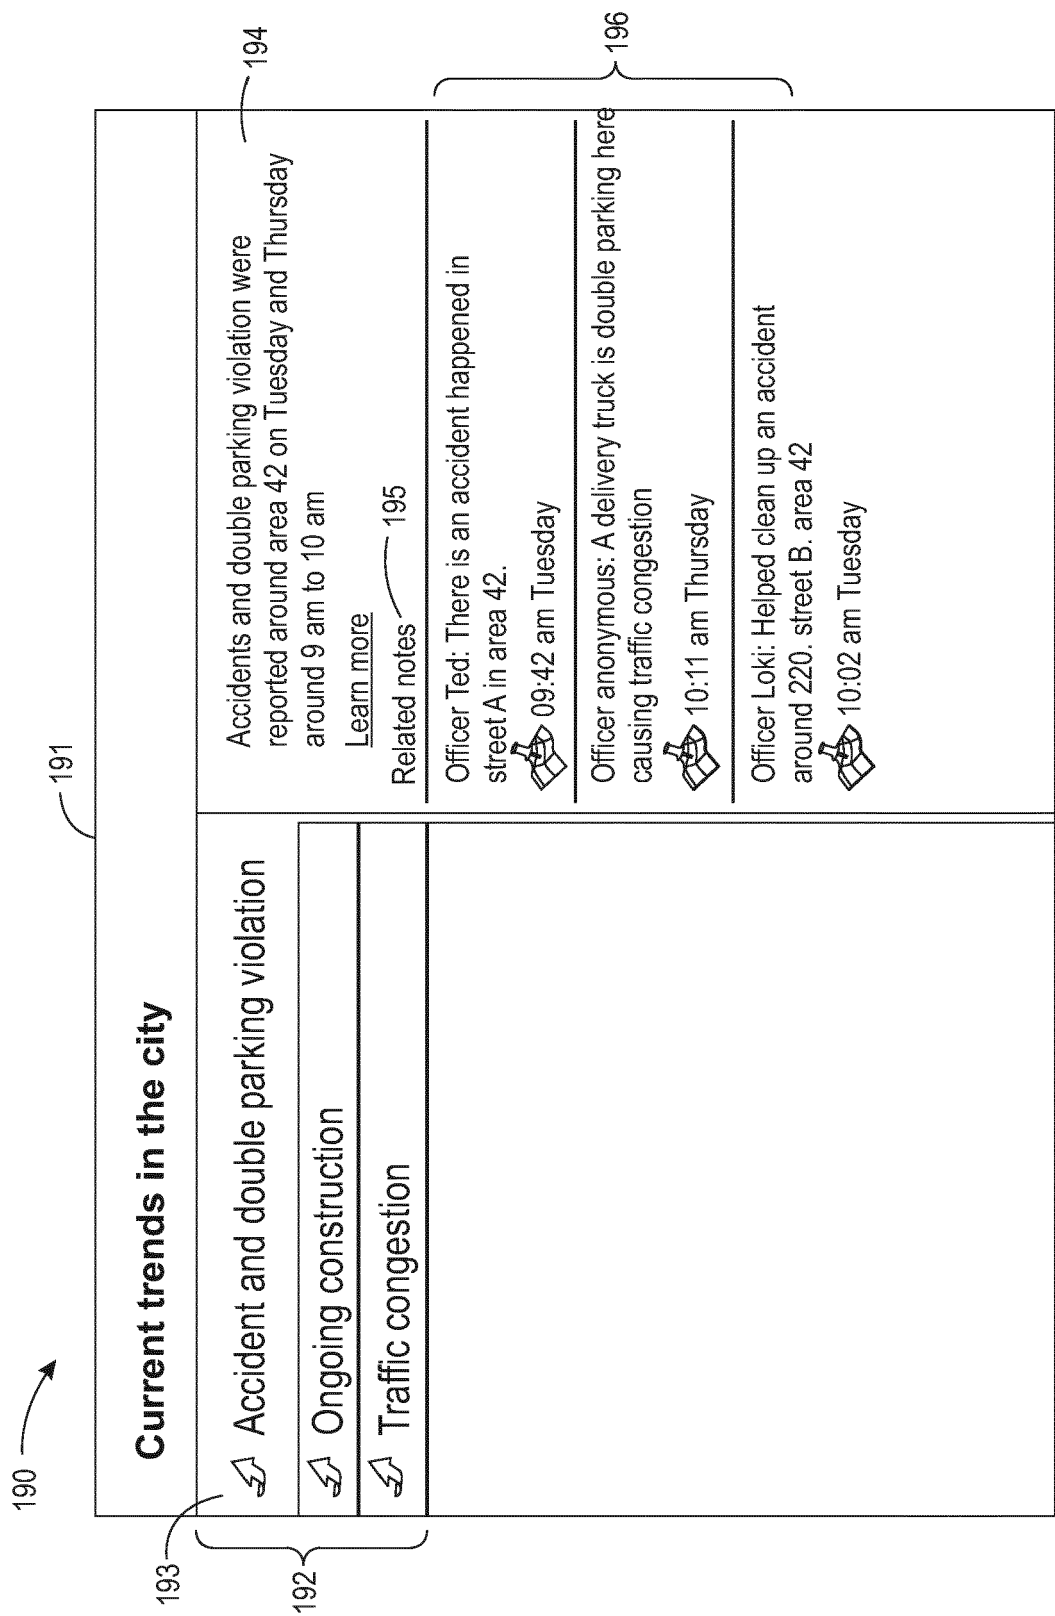 190
191
Current trends in the city
192
193
Accident and double parking violation
Ongoing construction
Traffic congestion
194
Accidents and double parking violation were
reported around area 42 on Tuesday and Thursday
around 9 am to 10 am
Learn more
Related notes
195
196
Officer Ted: There is an accident happened in
street A in area 42.
09:42 am Tuesday
Officer anonymous: A delivery truck is double parking here
causing traffic congestion
10:11 am Thursday
Officer Loki: Helped clean up an accident
around 220. street B. area 42
10:02 am Tuesday